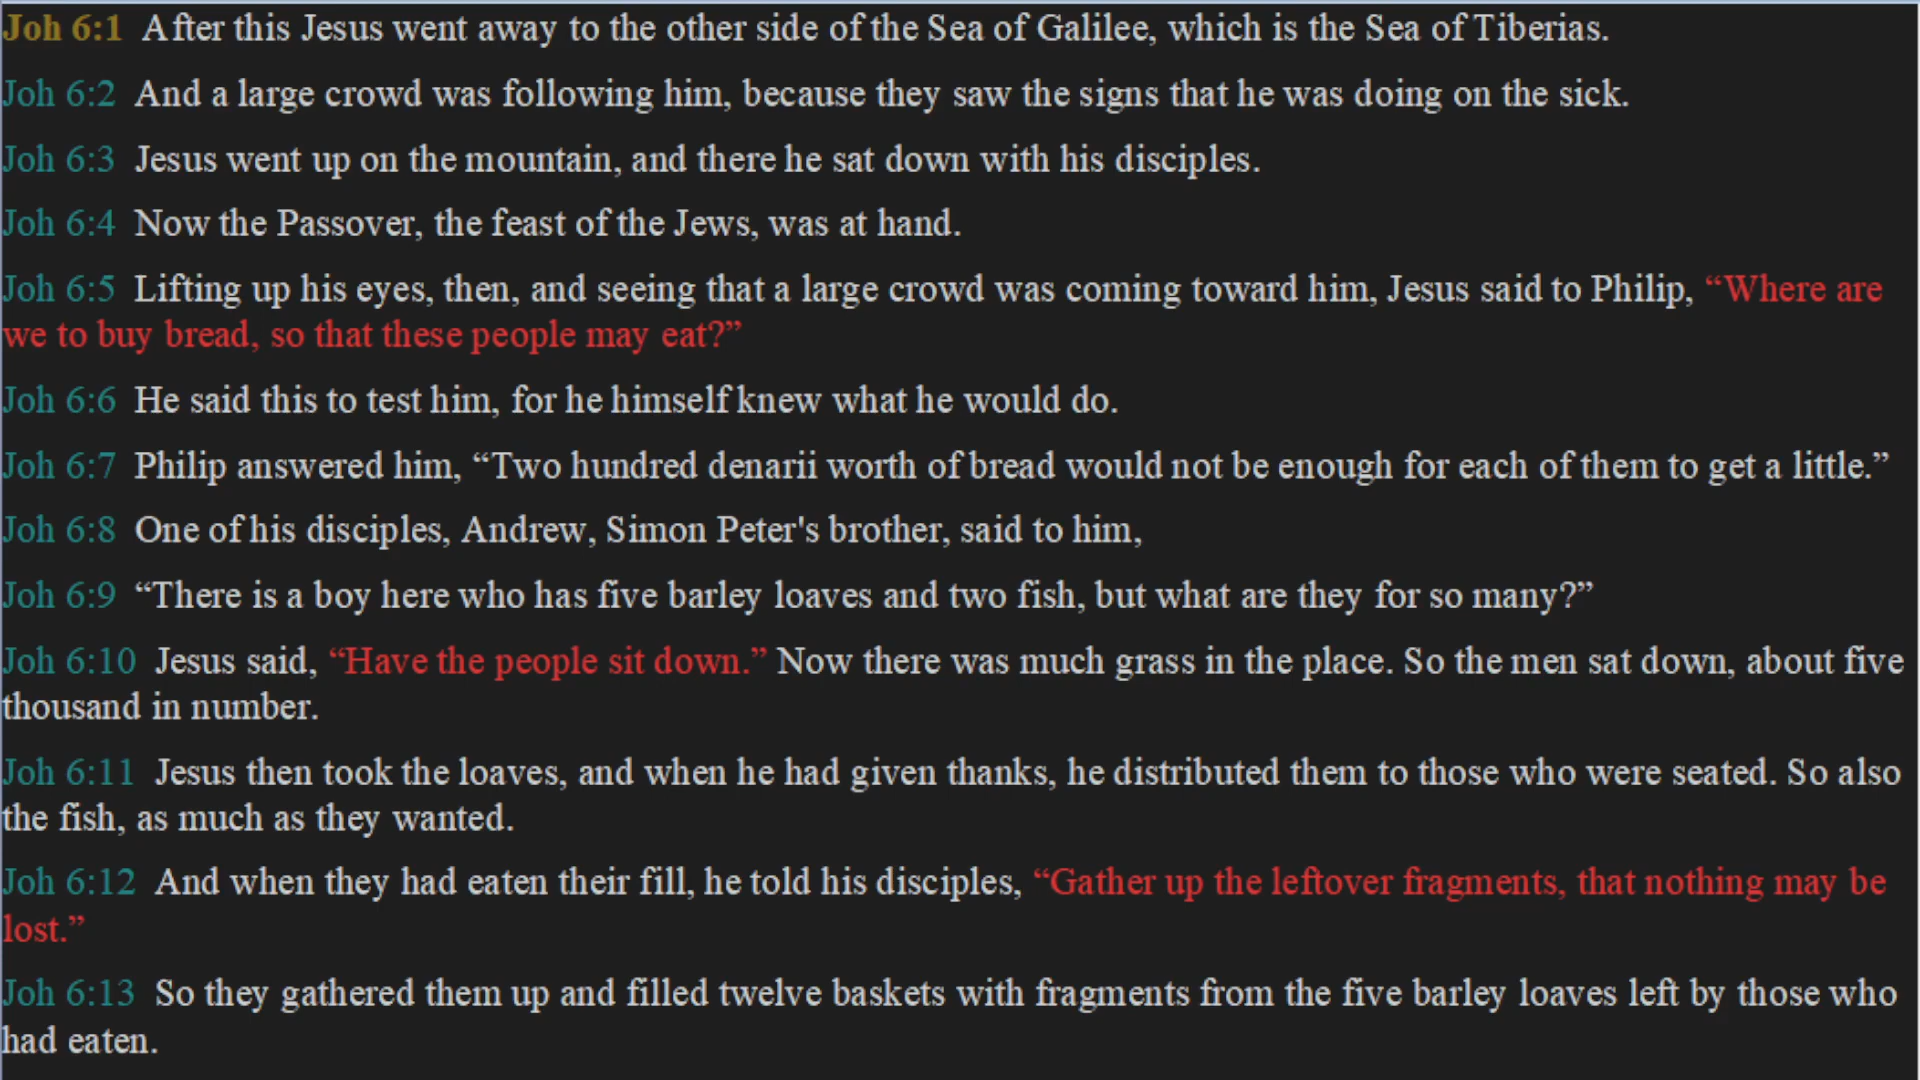 Joh 6:1 After this Jesus went away to the other side of the Sea of Galilee, which is the Sea of Tiberias.
Joh 6:2 And a large crowd was following him, because they saw the signs that he was doing on the sick.
Joh 6:3 Jesus went up on the mountain, and there he sat down with his disciples.
Joh 6:4 Now the Passover, the feast of the Jews, was at hand.
Joh 6:5 Lifting up his eyes, then, and seeing that a large crowd was coming toward him, Jesus said to Philip, “Where are
we to buy bread, so that these people may eat?”
Joh 6:6 He said this to test him, for he himself knew what he would do.
Joh 6:7 Philip answered him, “Two hundred denarii worth of bread would not be enough for each of them to get a little.”
Joh 6:8 One of his disciples, Andrew, Simon Peter's brother, said to him,
Joh 6:9 “There is a boy here who has five barley loaves and two fish, but what are they for so many?”
Joh 6:10 Jesus said, “Have the people sit down.” Now there was much grass in the place. So the men sat down, about five
thousand in number.
Joh 6:11 Jesus then took the loaves, and when he had given thanks, he distributed them to those who were seated. So also
the fish, as much as they wanted.
Joh 6:12 And when they had eaten their fill, he told his disciples, “Gather up the leftover fragments, that nothing may be
lost.”
Joh 6:13 So they gathered them up and filled twelve baskets with fragments from the five barley loaves left by those who
had eaten.